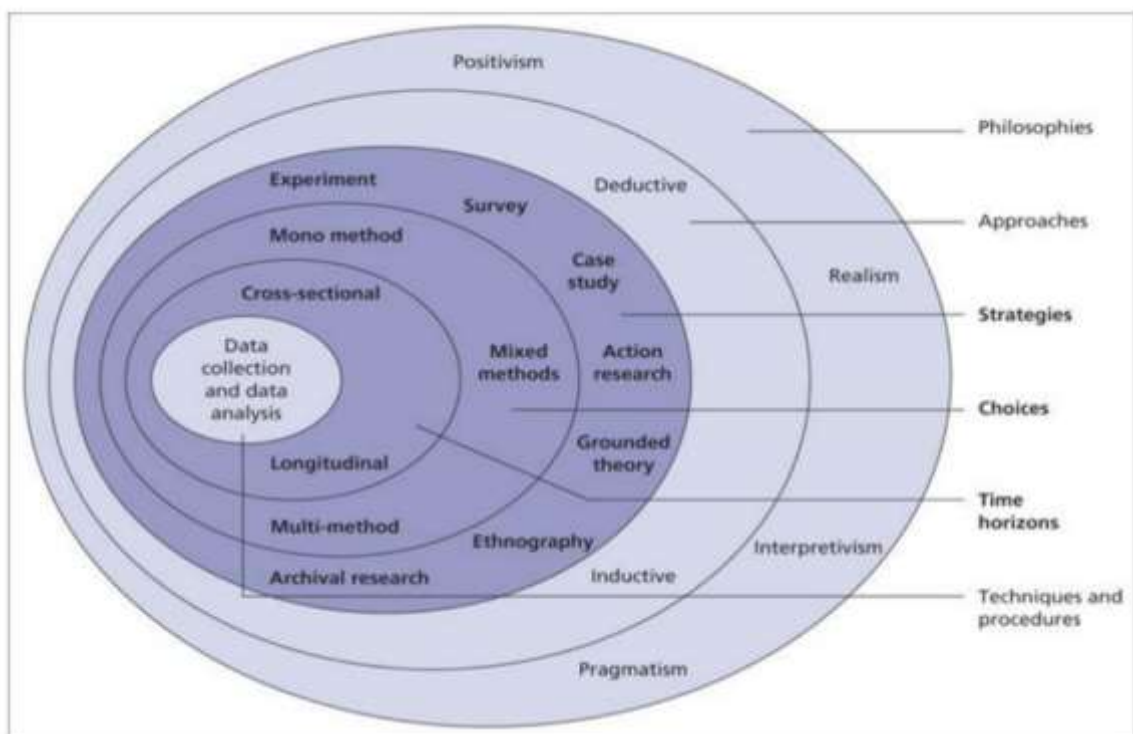 Positivism
Philosophies
Deductive
Experiment
Survey
Approaches
Mono method
Case
study
Realism
Cross-sectional
Strategies
Data
collection
and data
analysis
Mixed
methods
Action
research
Choices
Grounded
theory
Longitudinal
Time
horizons
Multi-method
Ethnography
Interpretivism
Archival research
Inductive
Techniques and
procedures
Pragmatism